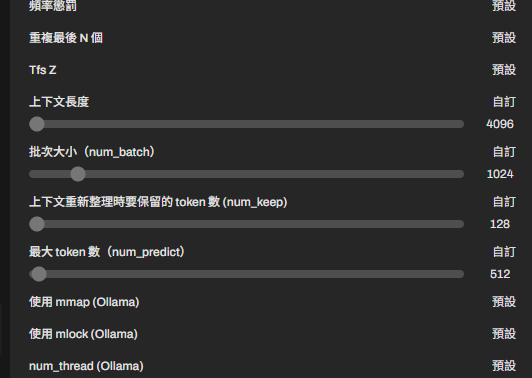 頻率懲罰 預設
重複最後 N 個 預設
Tfs Z 預設
上下文長度 自訂
4096
批次大小（num_batch） 自訂
1024
上下文重新整理時要保留的 token 數 (num_keep) 自訂
128
最大 token 數（num_predict） 自訂
512
使用 mmap (Ollama) 預設
使用 mlock (Ollama) 預設
num_thread (Ollama) 預設